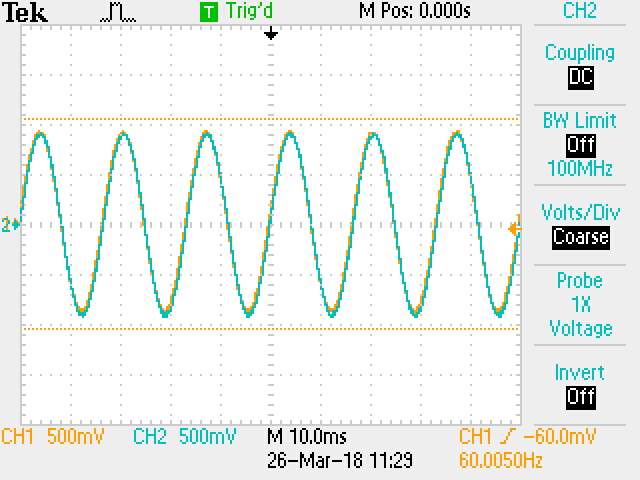 Tek T Trig'd M Pos: 0.000s CH2
Coupling
DC
BW Limit
Off
100MHz
2
Volts/Div
Coarse
Probe
1X
Voltage
Invert
Off
CH1 500mV CH2 500mV M 10.0ms CH1 -60.0mV
26-Mar-18 11:29 60.0050Hz